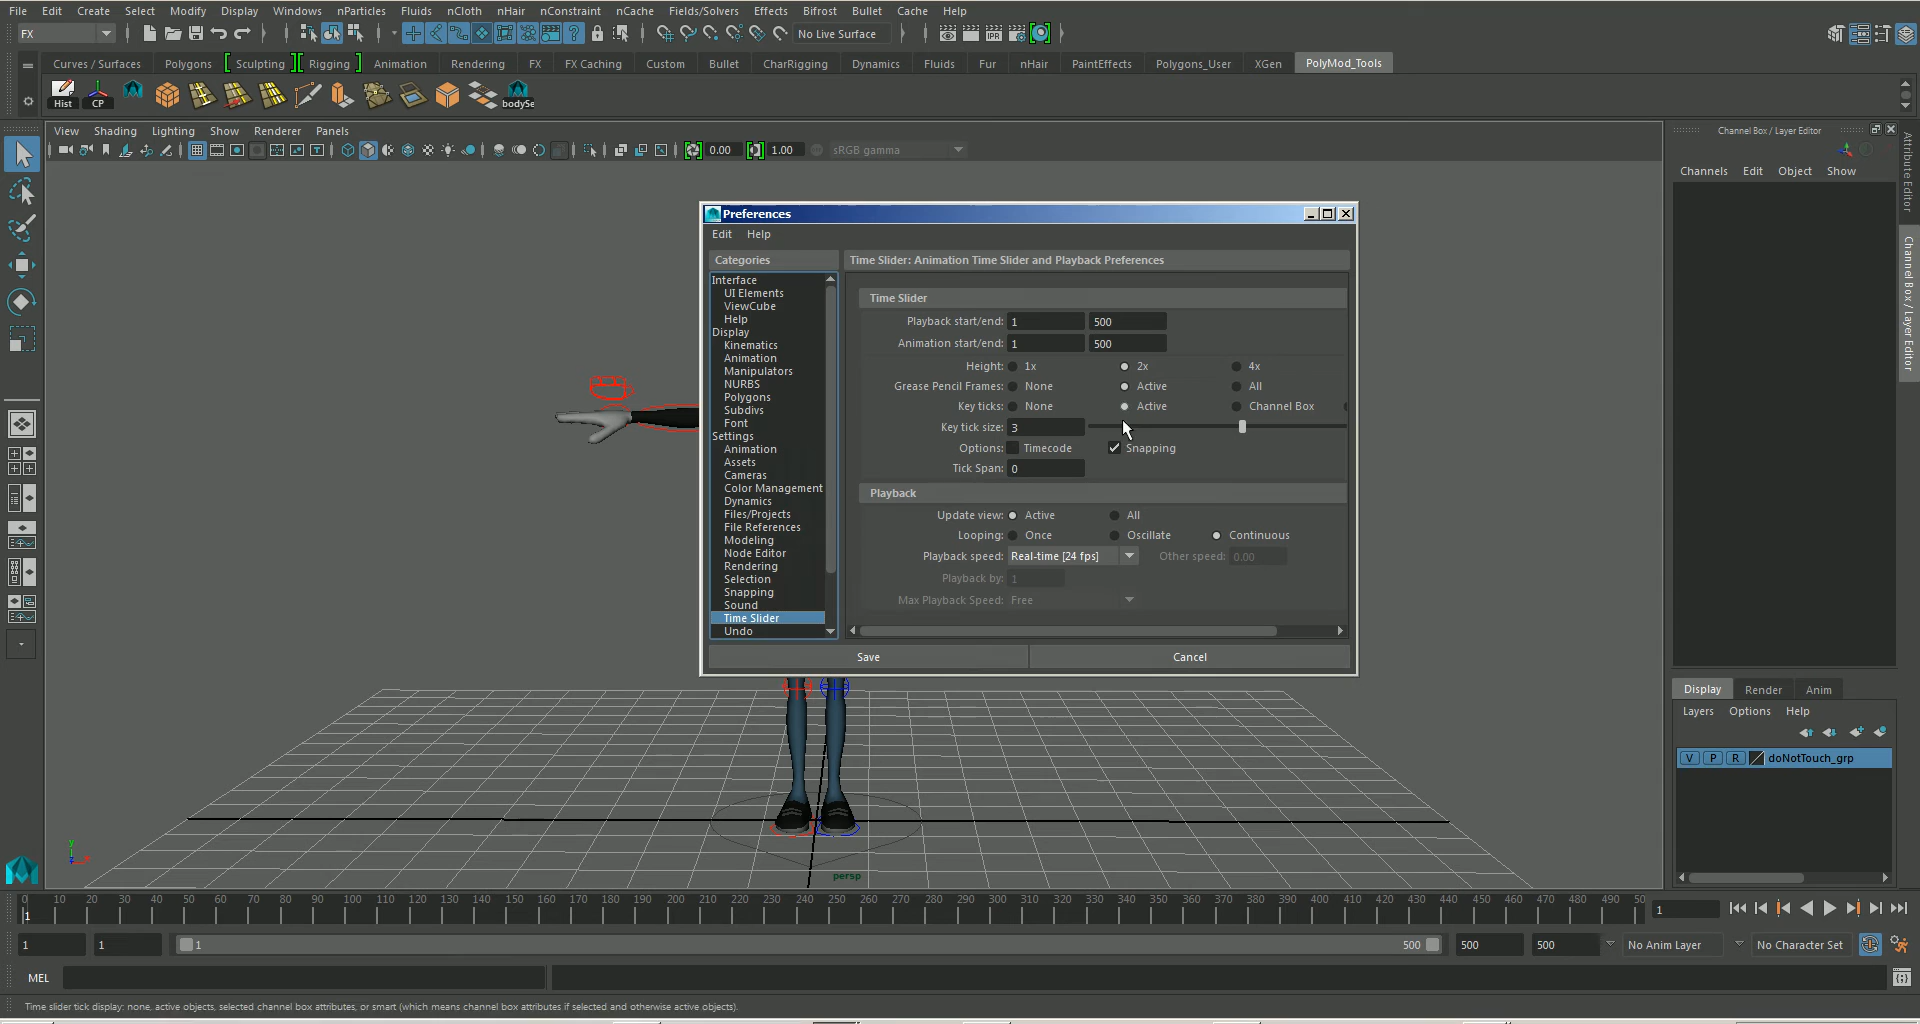 File Edit Create Select Modify Display Windows nParticles Fluids nCloth nHair nConstraint nCache Fields/Solvers Effects Bifrost Bullet Cache Help
FX No Live Surface IPR
Curves / Surfaces Polygons Sculpting Rigging Animation Rendering FX FX Caching Custom Bullet CharRigging Dynamics Fluids Fur nHair PaintEffects Polygons_User XGen PolyMod_Tools
Hist CP bodySe
View Shading Lighting Show Renderer Panels
0.00 1.00 sRGB gamma
Channel Box / Layer Editor
Channels Edit Object Show
Attribute Editor
Channel Box / Layer Editor
Preferences
Edit Help
Categories
Interface
UI Elements
ViewCube
Help
Display
Kinematics
Animation
Manipulators
NURBS
Polygons
Subdivs
Font
Settings
Animation
Assets
Cameras
Color Management
Dynamics
Files/Projects
File References
Modeling
Node Editor
Rendering
Selection
Snapping
Sound
Time Slider
Undo
Time Slider: Animation Time Slider and Playback Preferences
Time Slider
Playback start/end: 1 500
Animation start/end: 1 500
Height: 1x 2x 4x
Grease Pencil Frames: None Active All
Key ticks: None Active Channel Box
Key tick size: 3
Options: Timecode Snapping
Tick Span: 0
Playback
Update view: Active All
Looping: Once Oscillate Continuous
Playback speed: Real-time [24 fps] Other speed: 0.00
Playback by: 1
Max Playback Speed: Free
Save Cancel
Display Render Anim
Layers Options Help
V P R doNotTouch_grp
y
persp
0 10 20 30 40 50 60 70 80 90 100 110 120 130 140 150 160 170 180 190 200 210 220 230 240 250 260 270 280 290 300 310 320 330 340 350 360 370 380 390 400 410 420 430 440 450 460 470 480 490 50
1 1
1 1 1 500 500 500 No Anim Layer No Character Set
MEL
Time slider tick display: none, active objects, selected channel box attributes, or smart (which means channel box attributes if selected and otherwise active objects).